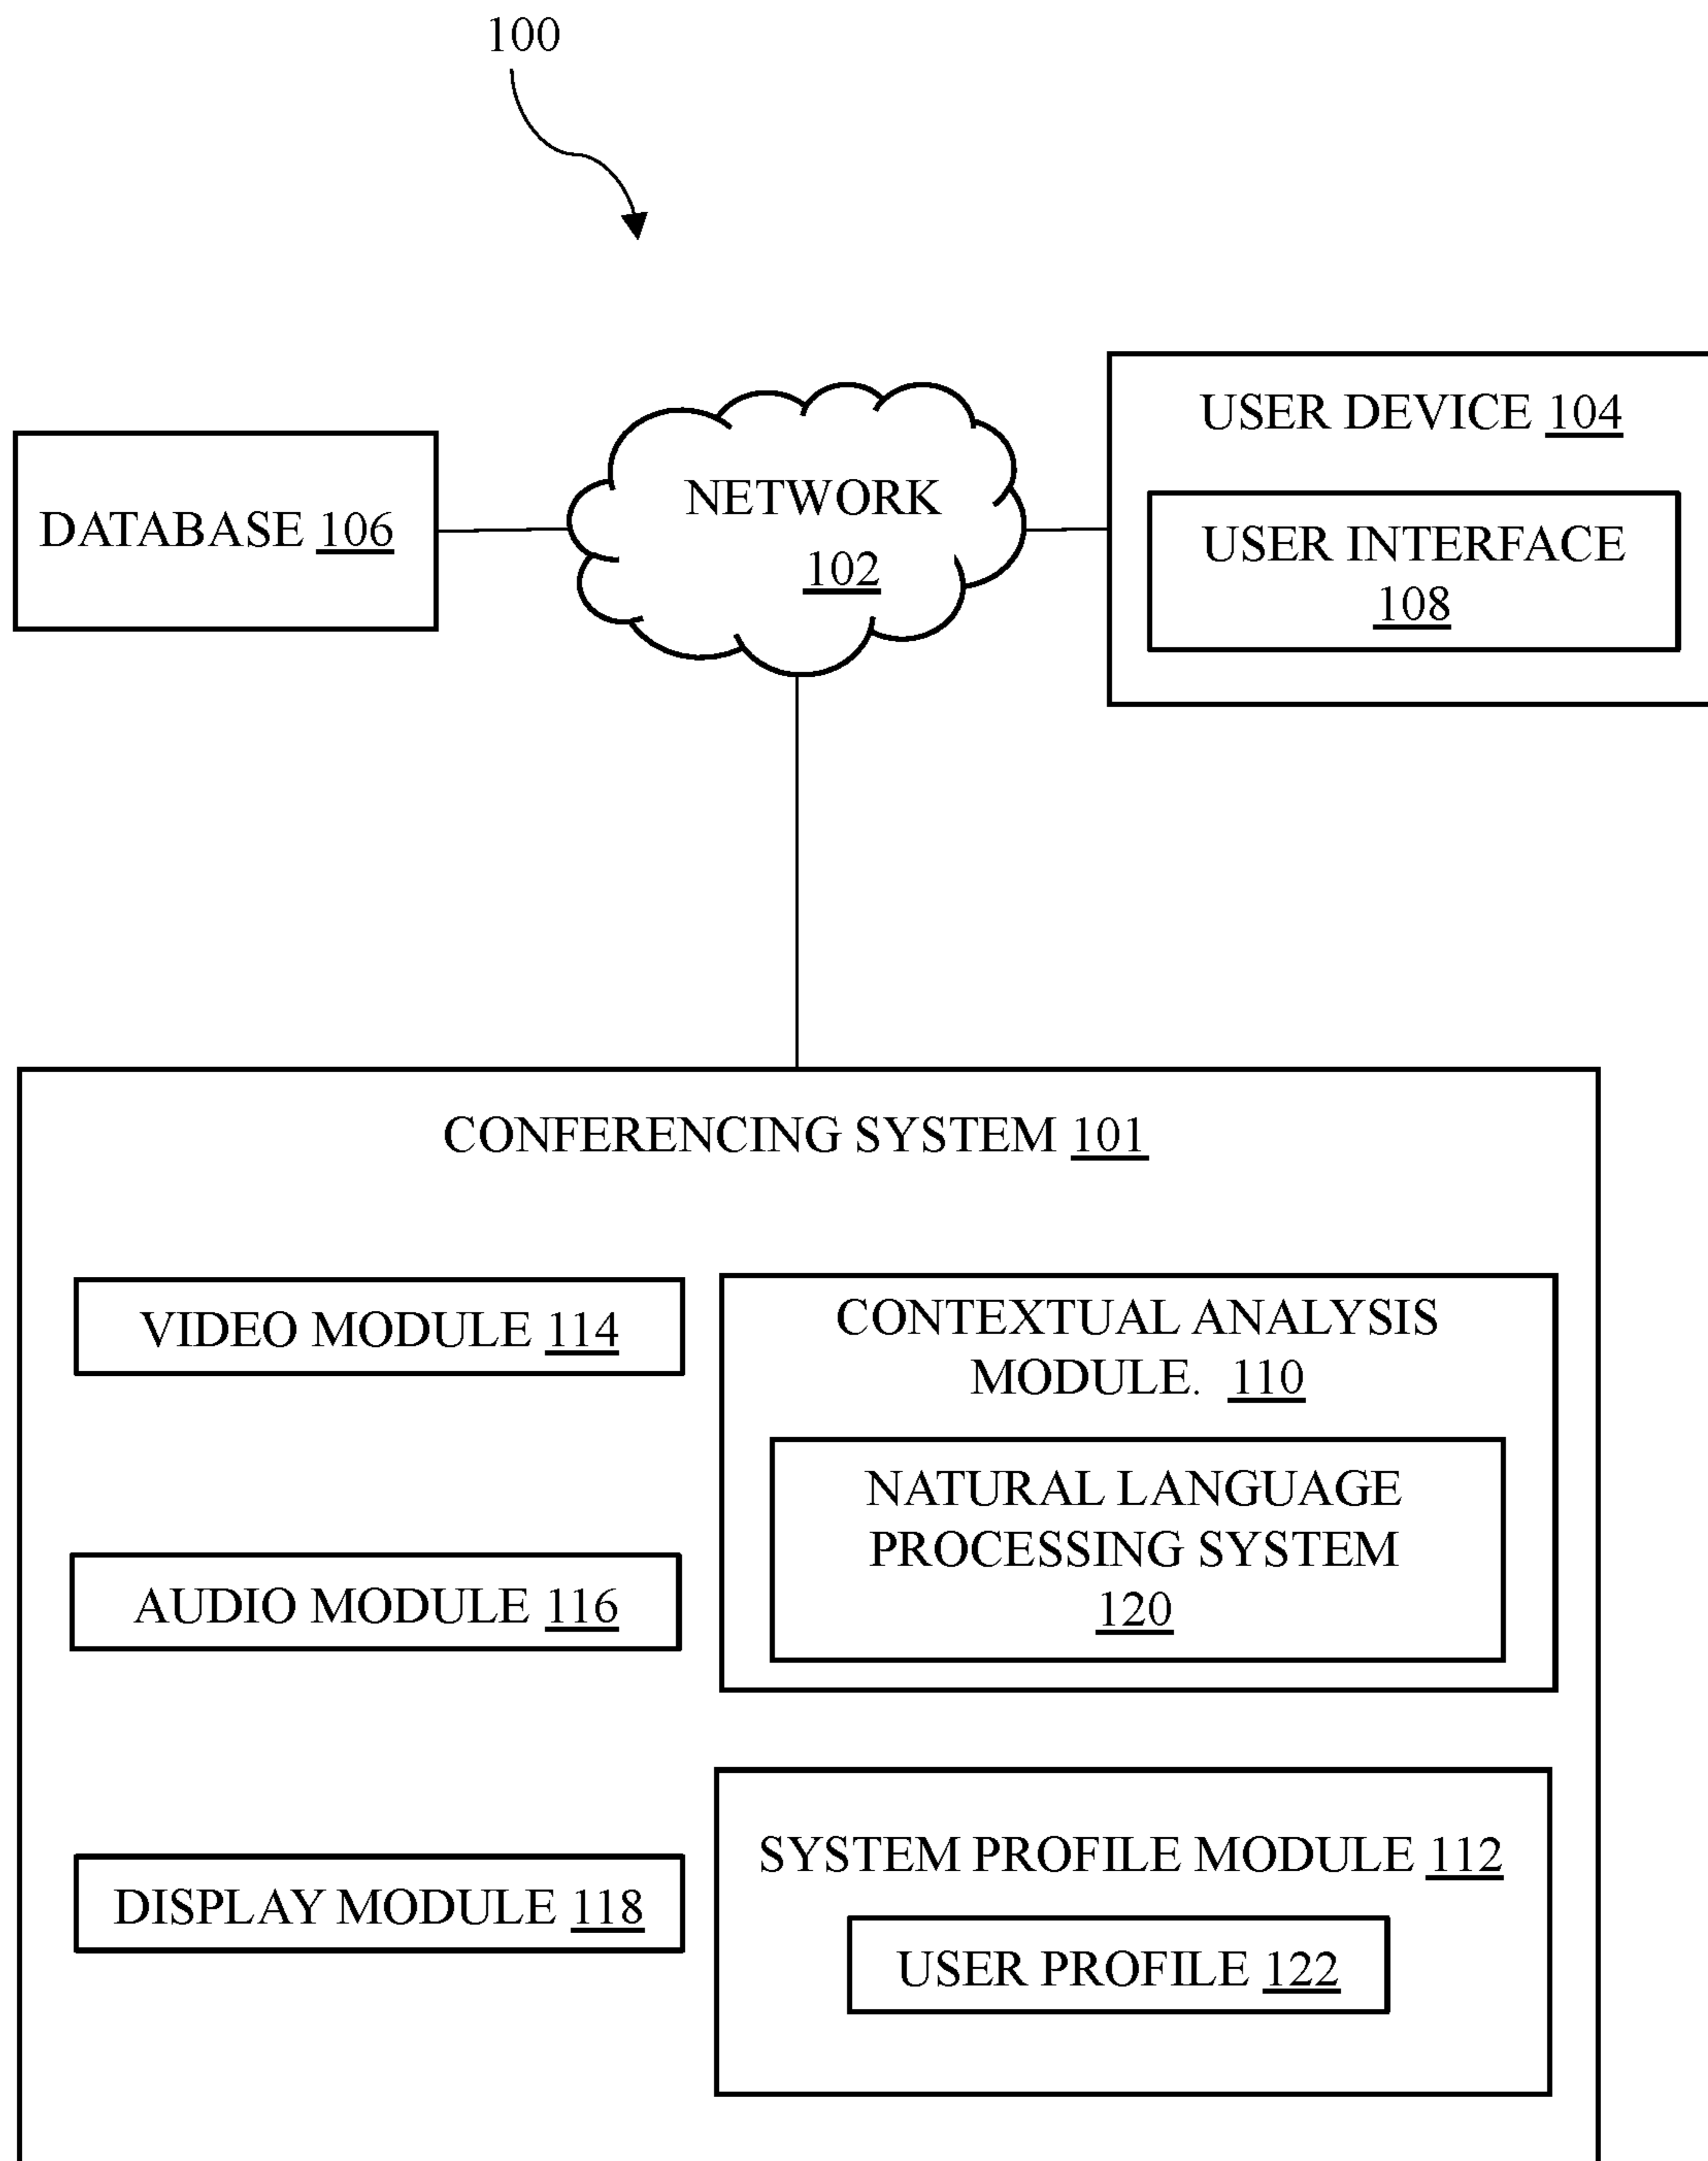 100
DATABASE 106
NETWORK
102
USER DEVICE 104
USER INTERFACE
108
CONFERENCING SYSTEM 101
VIDEO MODULE 114
AUDIO MODULE 116
DISPLAY MODULE 118
CONTEXTUAL ANALYSIS
MODULE. 110
NATURAL LANGUAGE
PROCESSING SYSTEM
120
SYSTEM PROFILE MODULE 112
USER PROFILE 122